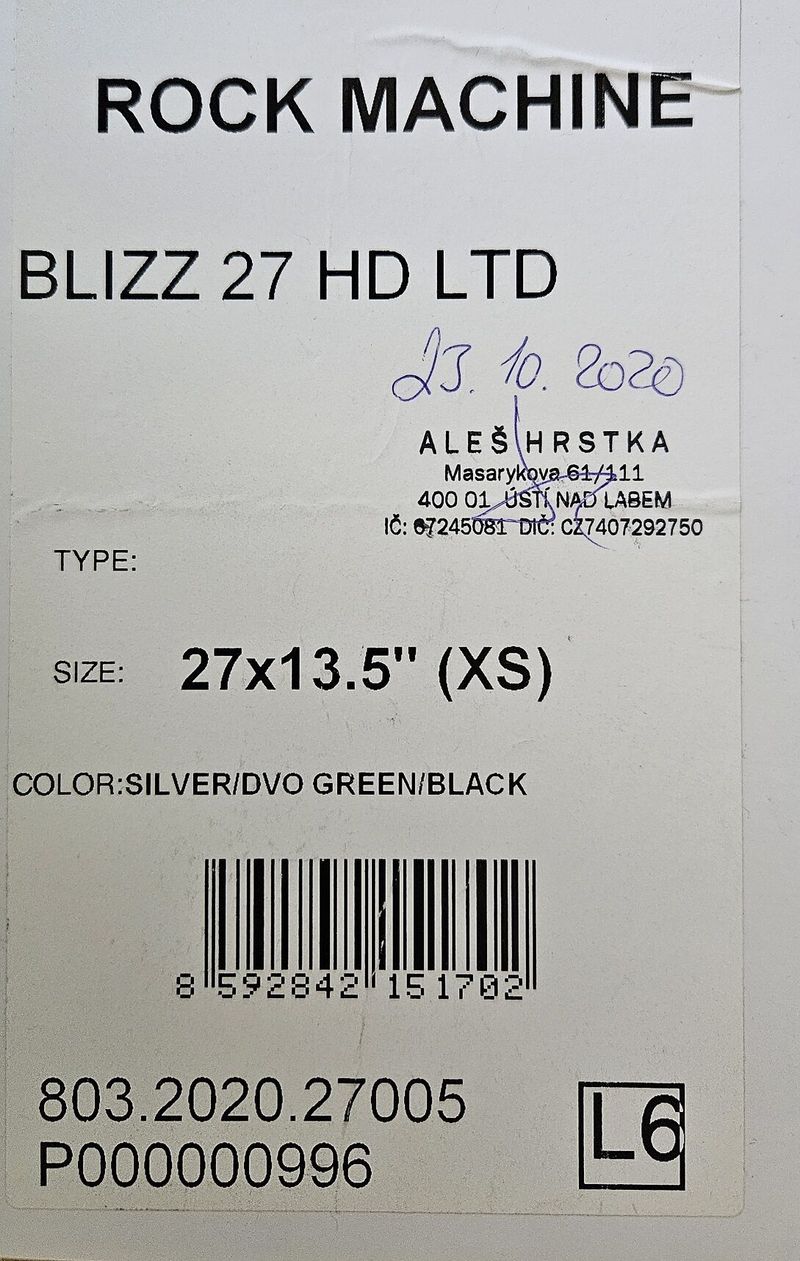 ROCK MACHINE
BLIZZ 27 HD LTD
23. 10. 2020
ALEŠ HRSTKA
Masarykova 61/111
400 01 ÚSTÍ NAD LABEM
IČ: 67245081 DIČ: CZ7407292750
TYPE:
SIZE: 27x13.5" (XS)
COLOR:SILVER/DVO GREEN/BLACK
8 592842 151702
803.2020.27005
P000000996
L6